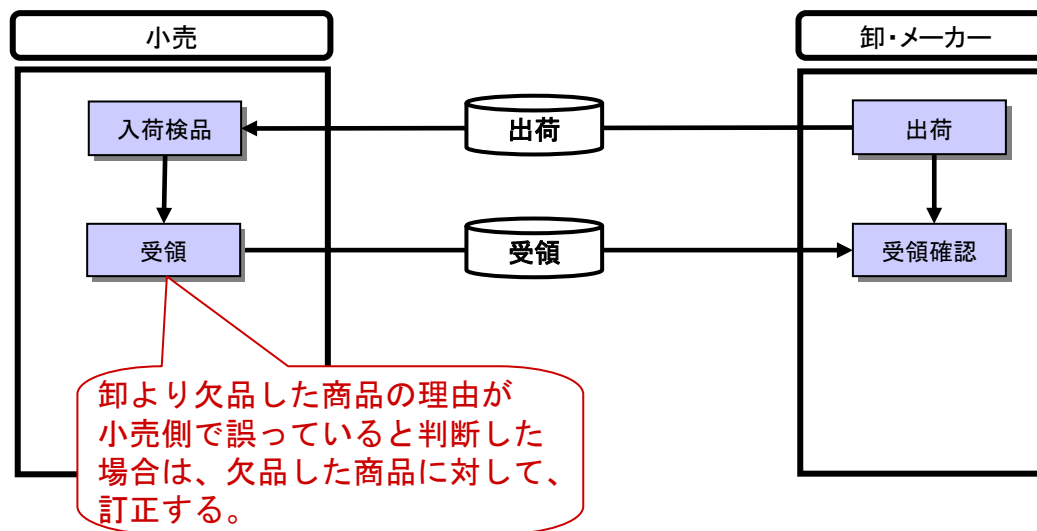 小売
卸・メーカー
入荷検品
出荷
出荷
受領
受領
受領確認
卸より欠品した商品の理由が
小売側で誤っていると判断した
場合は、欠品した商品に対して、
訂正する。